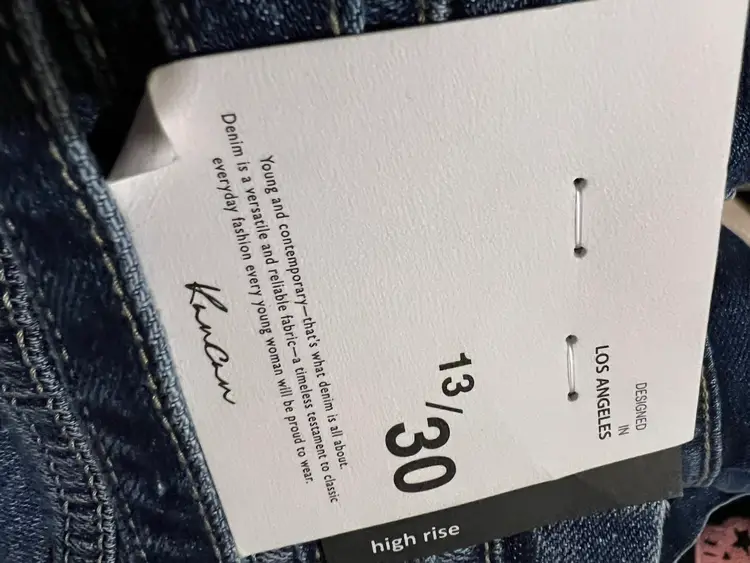 DESIGNED
IN
LOS ANGELES
13/30
Young and contemporary—that's what denim is all about.
Denim is a versatile and reliable fabric—a timeless testament to classic
everyday fashion every young woman will be proud to wear.
KanCan
high rise